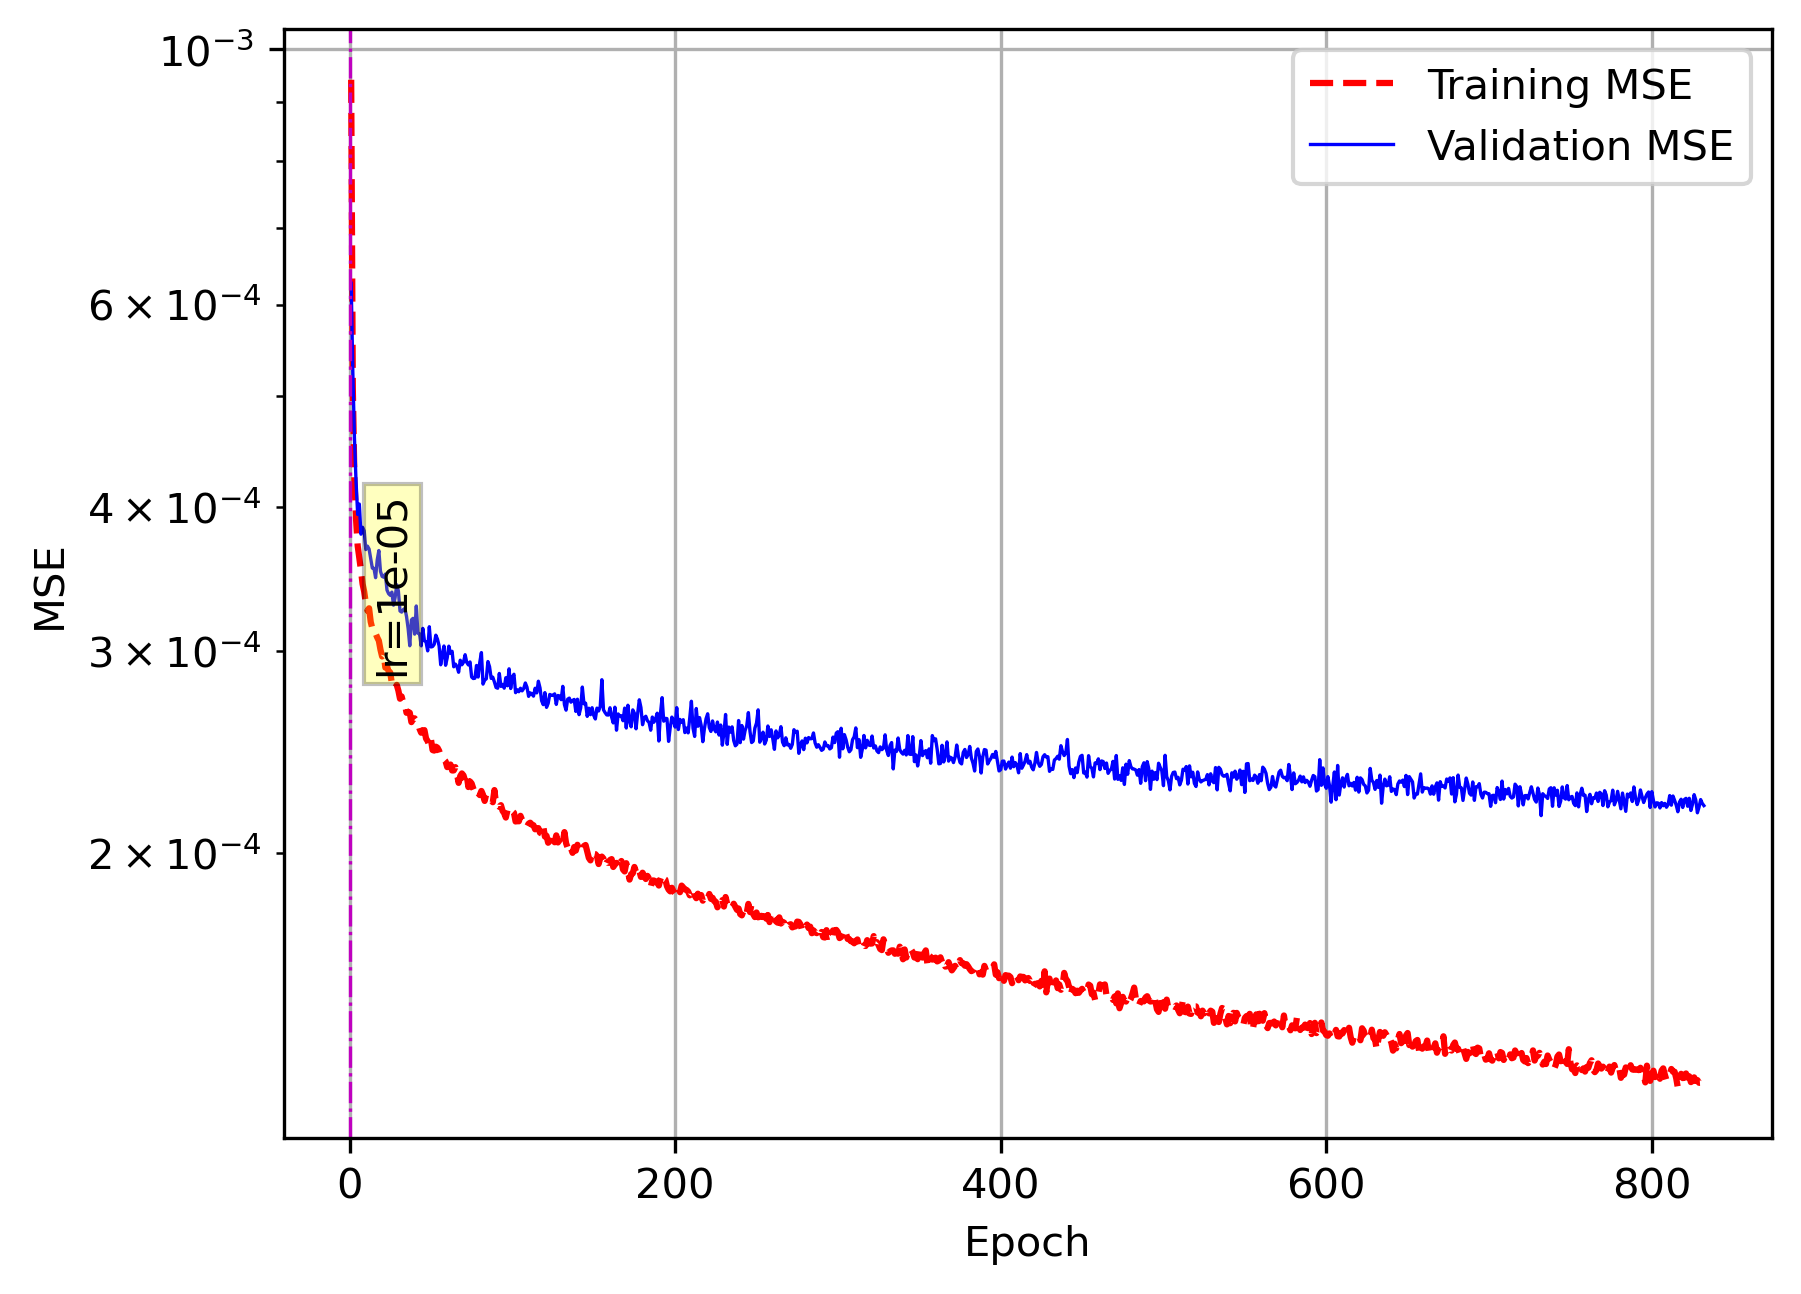 10⁻³
6 × 10⁻⁴
4 × 10⁻⁴
3 × 10⁻⁴
2 × 10⁻⁴
MSE
lr=1e-05
Training MSE
Validation MSE
0 200 400 600 800
Epoch